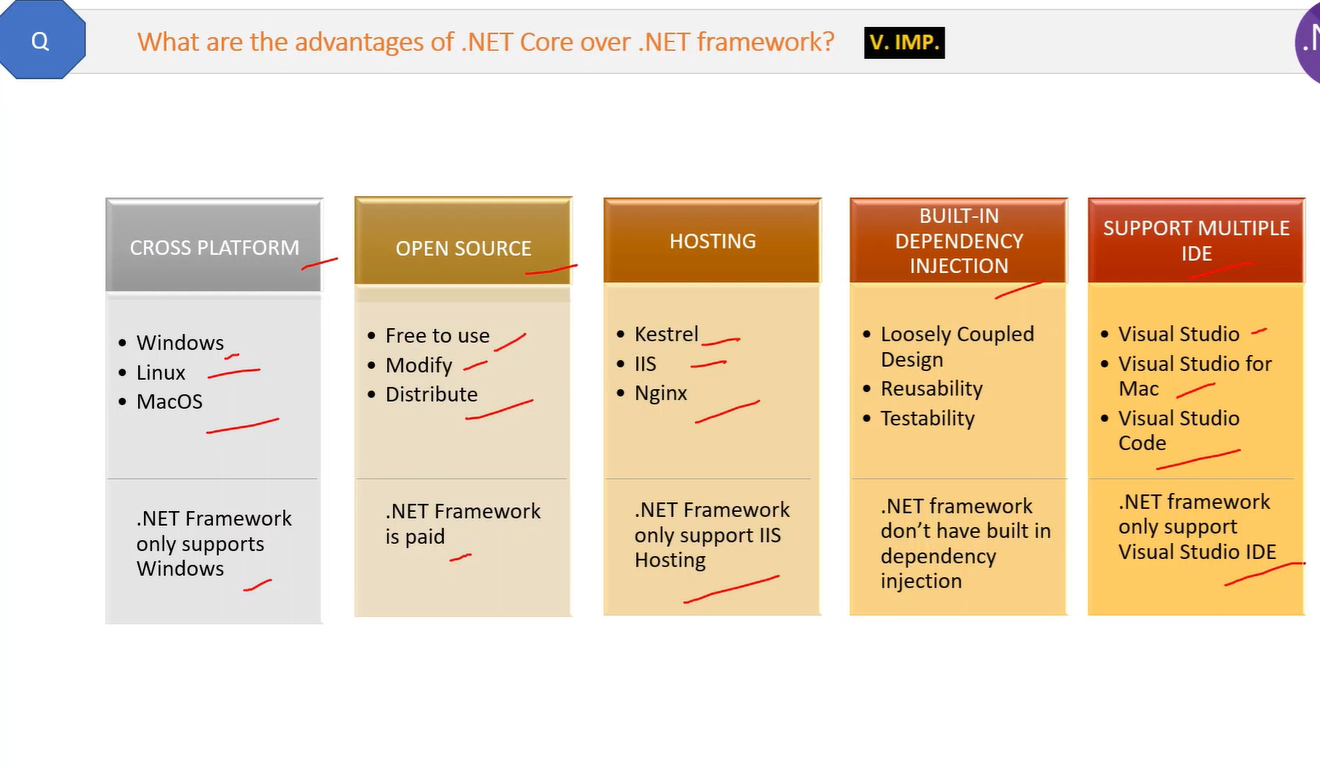 Q
What are the advantages of .NET Core over .NET framework?
V. IMP.
.N
CROSS PLATFORM
• Windows
• Linux
• MacOS
.NET Framework
only supports
Windows
OPEN SOURCE
• Free to use
• Modify
• Distribute
.NET Framework
is paid
HOSTING
• Kestrel
• IIS
• Nginx
.NET Framework
only support IIS
Hosting
BUILT-IN
DEPENDENCY
INJECTION
• Loosely Coupled
Design
• Reusability
• Testability
.NET framework
don’t have built in
dependency
injection
SUPPORT MULTIPLE
IDE
• Visual Studio
• Visual Studio for
Mac
• Visual Studio
Code
.NET framework
only support
Visual Studio IDE